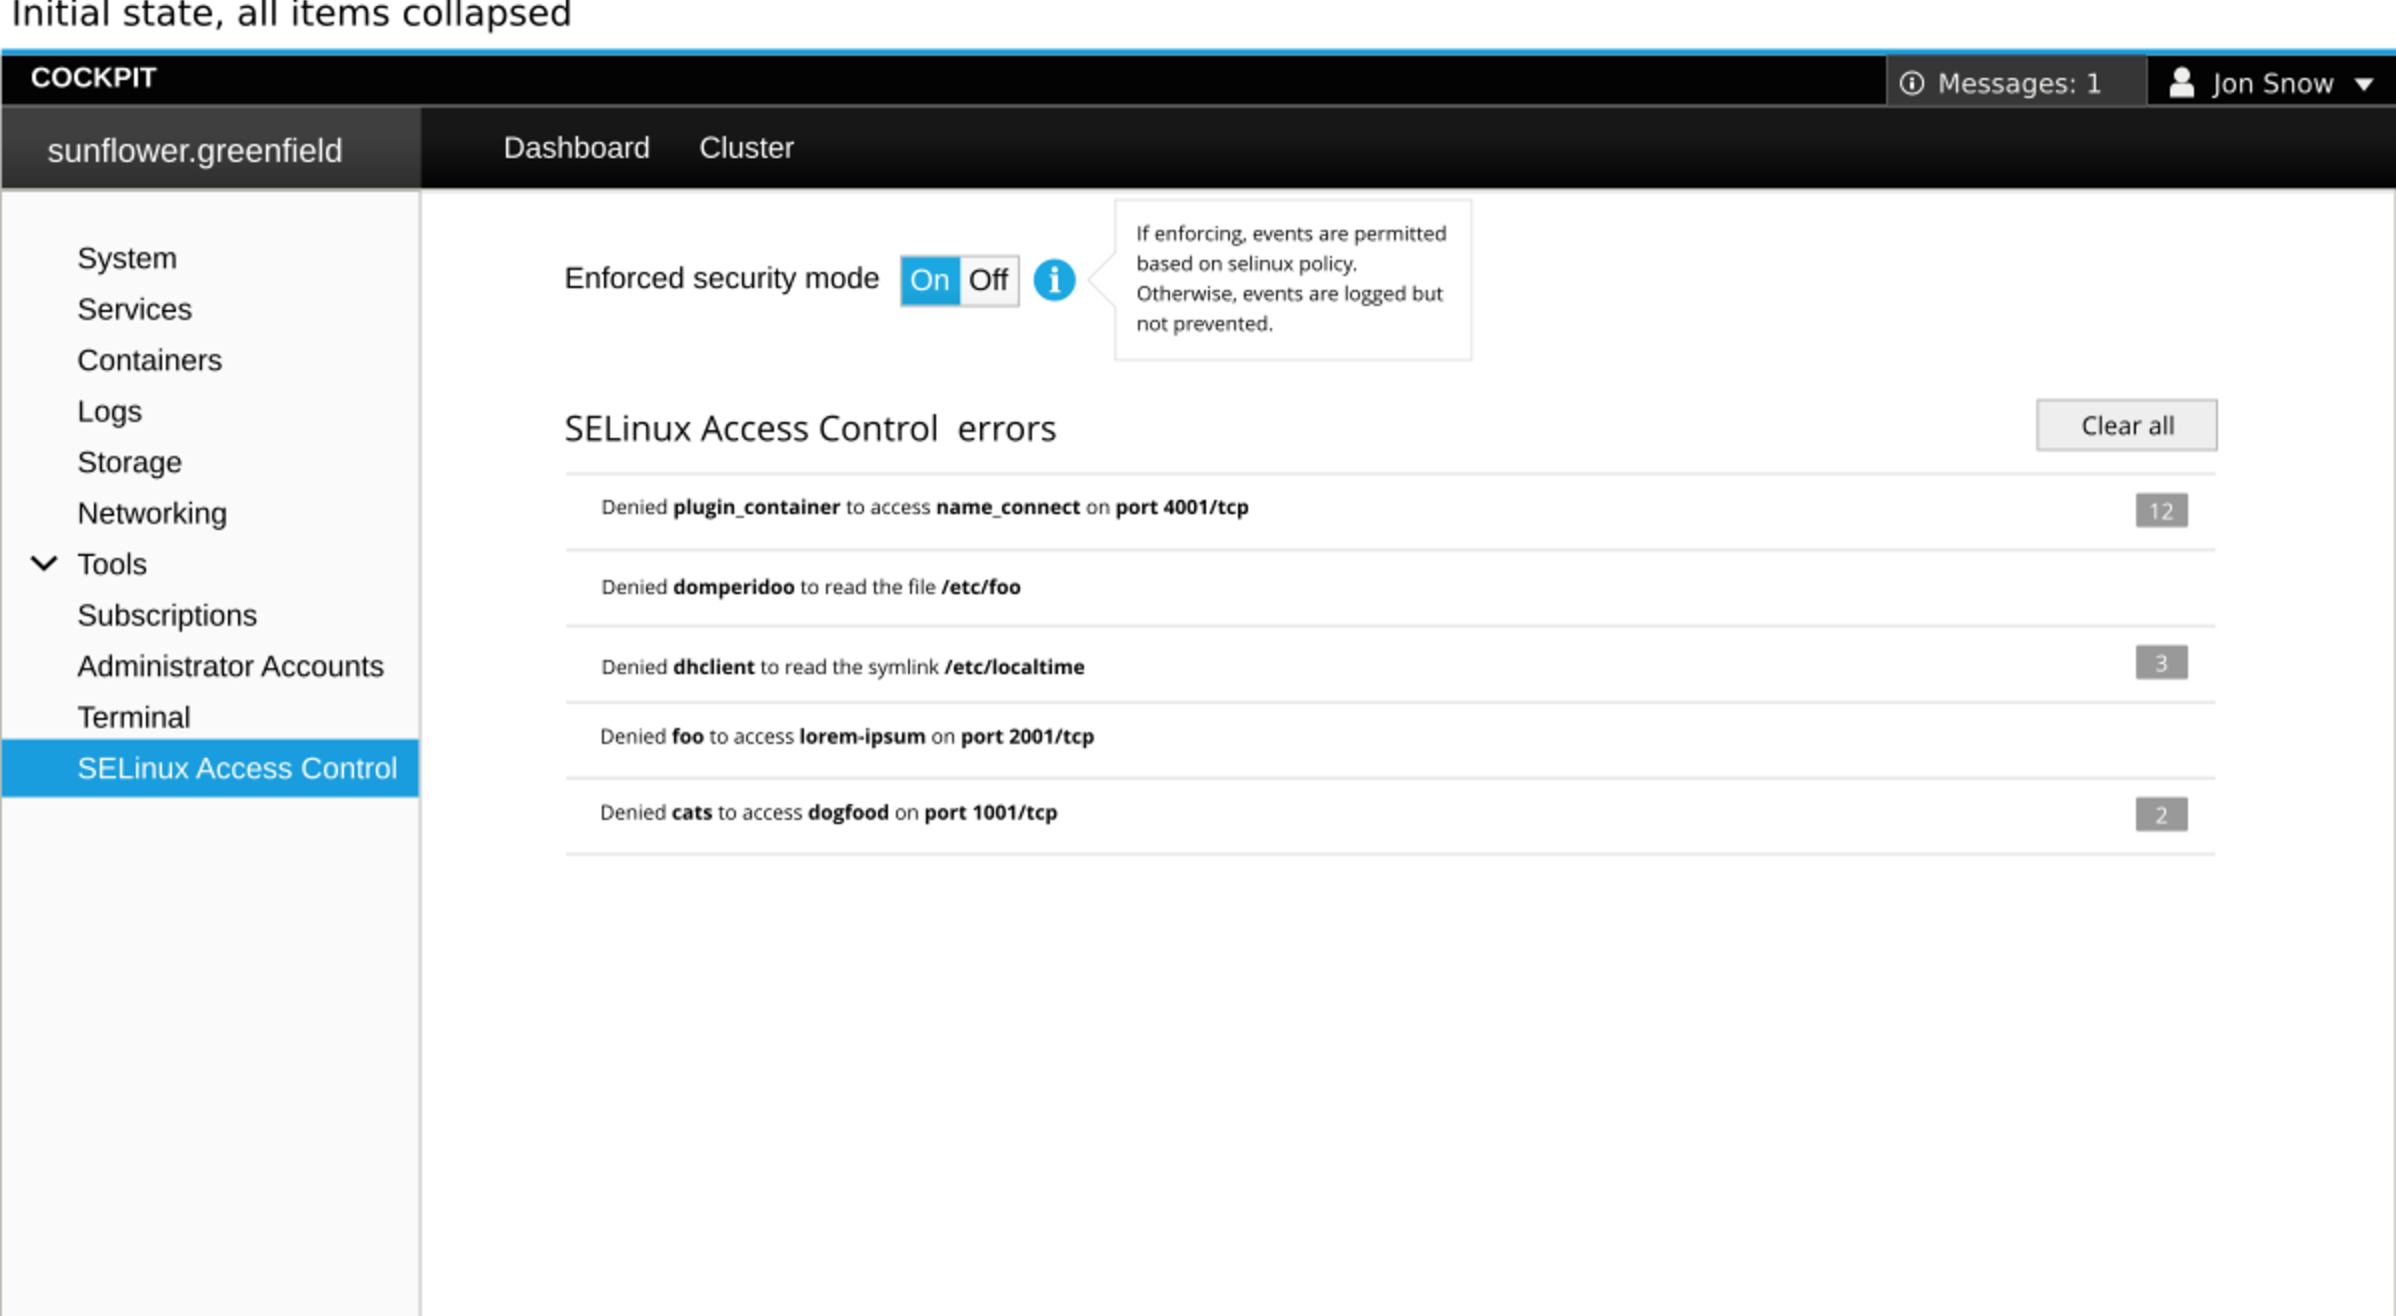 Initial state, all items collapsed
COCKPIT
Messages: 1
Jon Snow
sunflower.greenfield
Dashboard
Cluster
System
Services
Containers
Logs
Storage
Networking
Tools
Subscriptions
Administrator Accounts
Terminal
SELinux Access Control
Enforced security mode
On
Off
If enforcing, events are permitted
based on selinux policy.
Otherwise, events are logged but
not prevented.
SELinux Access Control errors
Clear all
Denied plugin_container to access name_connect on port 4001/tcp
12
Denied domperidoo to read the file /etc/foo
Denied dhclient to read the symlink /etc/localtime
3
Denied foo to access lorem-ipsum on port 2001/tcp
Denied cats to access dogfood on port 1001/tcp
2